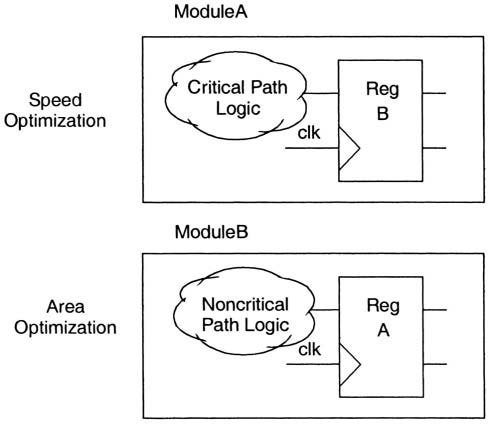 ModuleA
Speed
Optimization
Critical Path
Logic
clk
Reg
B
ModuleB
Area
Optimization
Noncritical
Path Logic
clk
Reg
A